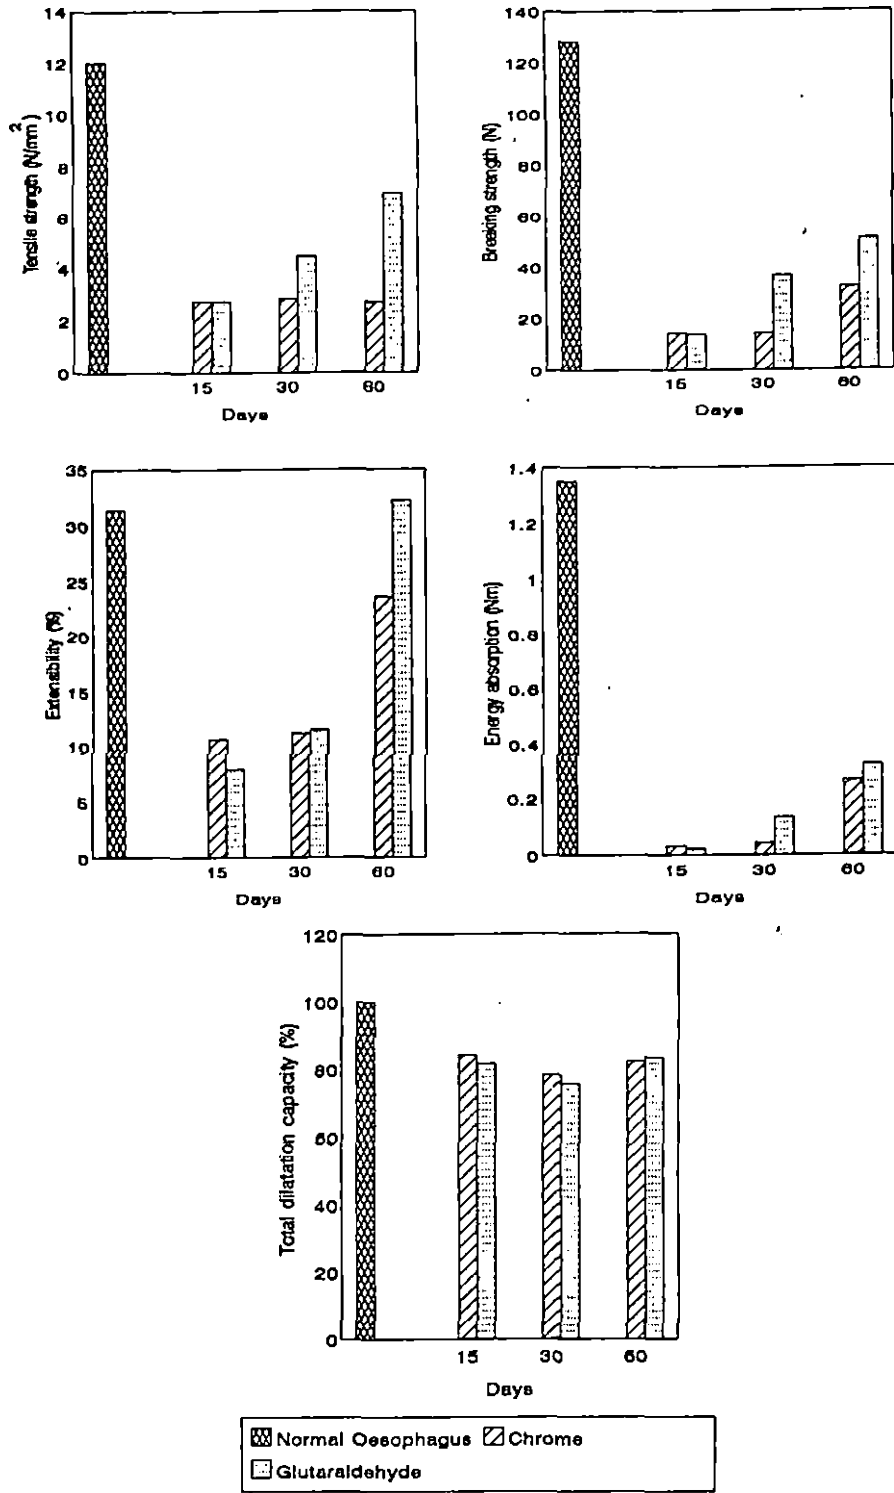 14
12
10
8
6
4
2
0
Tensile strength (N/mm2)
15 30 60
Days
140
120
100
80
60
40
20
0
Breaking strength (N)
15 30 60
Days
35
30
25
20
15
10
5
0
Extensibility (%)
15 30 60
Days
1.4
1.2
1
0.8
0.6
0.4
0.2
0
Energy absorption (Nm)
15 30 60
Days
120
100
80
60
40
20
0
Total dilatation capacity (%)
15 30 60
Days
Normal Oesophagus Chrome
Glutaraldehyde